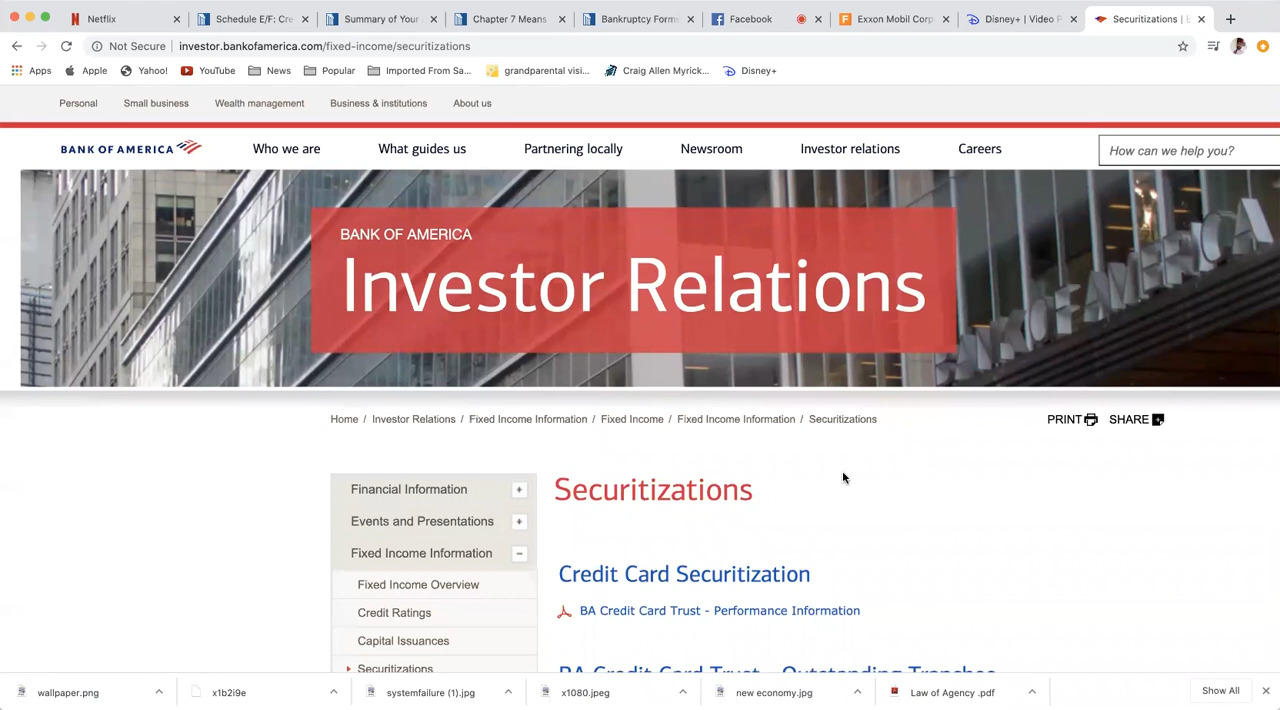 Netflix
Schedule E/F: Cre
Summary of Your
Chapter 7 Means
Bankruptcy Form
Facebook
Exxon Mobil Corp
Disney+ | Video P
Securitizations |
Not Secure | investor.bankofamerica.com/fixed-income/securitizations
Apps
Apple
Yahoo!
YouTube
News
Popular
Imported From Sa...
grandparental visi...
Craig Allen Myrick...
Disney+
Personal
Small business
Wealth management
Business & institutions
About us
BANK OF AMERICA
Who we are
What guides us
Partnering locally
Newsroom
Investor relations
Careers
How can we help you?
BANK OF AMERICA
Investor Relations
Home / Investor Relations / Fixed Income Information / Fixed Income / Fixed Income Information / Securitizations
PRINT
SHARE
Financial Information
Events and Presentations
Fixed Income Information
Fixed Income Overview
Credit Ratings
Capital Issuances
Securitizations
Securitizations
Credit Card Securitization
BA Credit Card Trust - Performance Information
BA Credit Card Trust - Outstanding Tranches
wallpaper.png
x1b2i9e
systemfailure (1).jpg
x1080.jpeg
new economy.jpg
Law of Agency .pdf
Show All